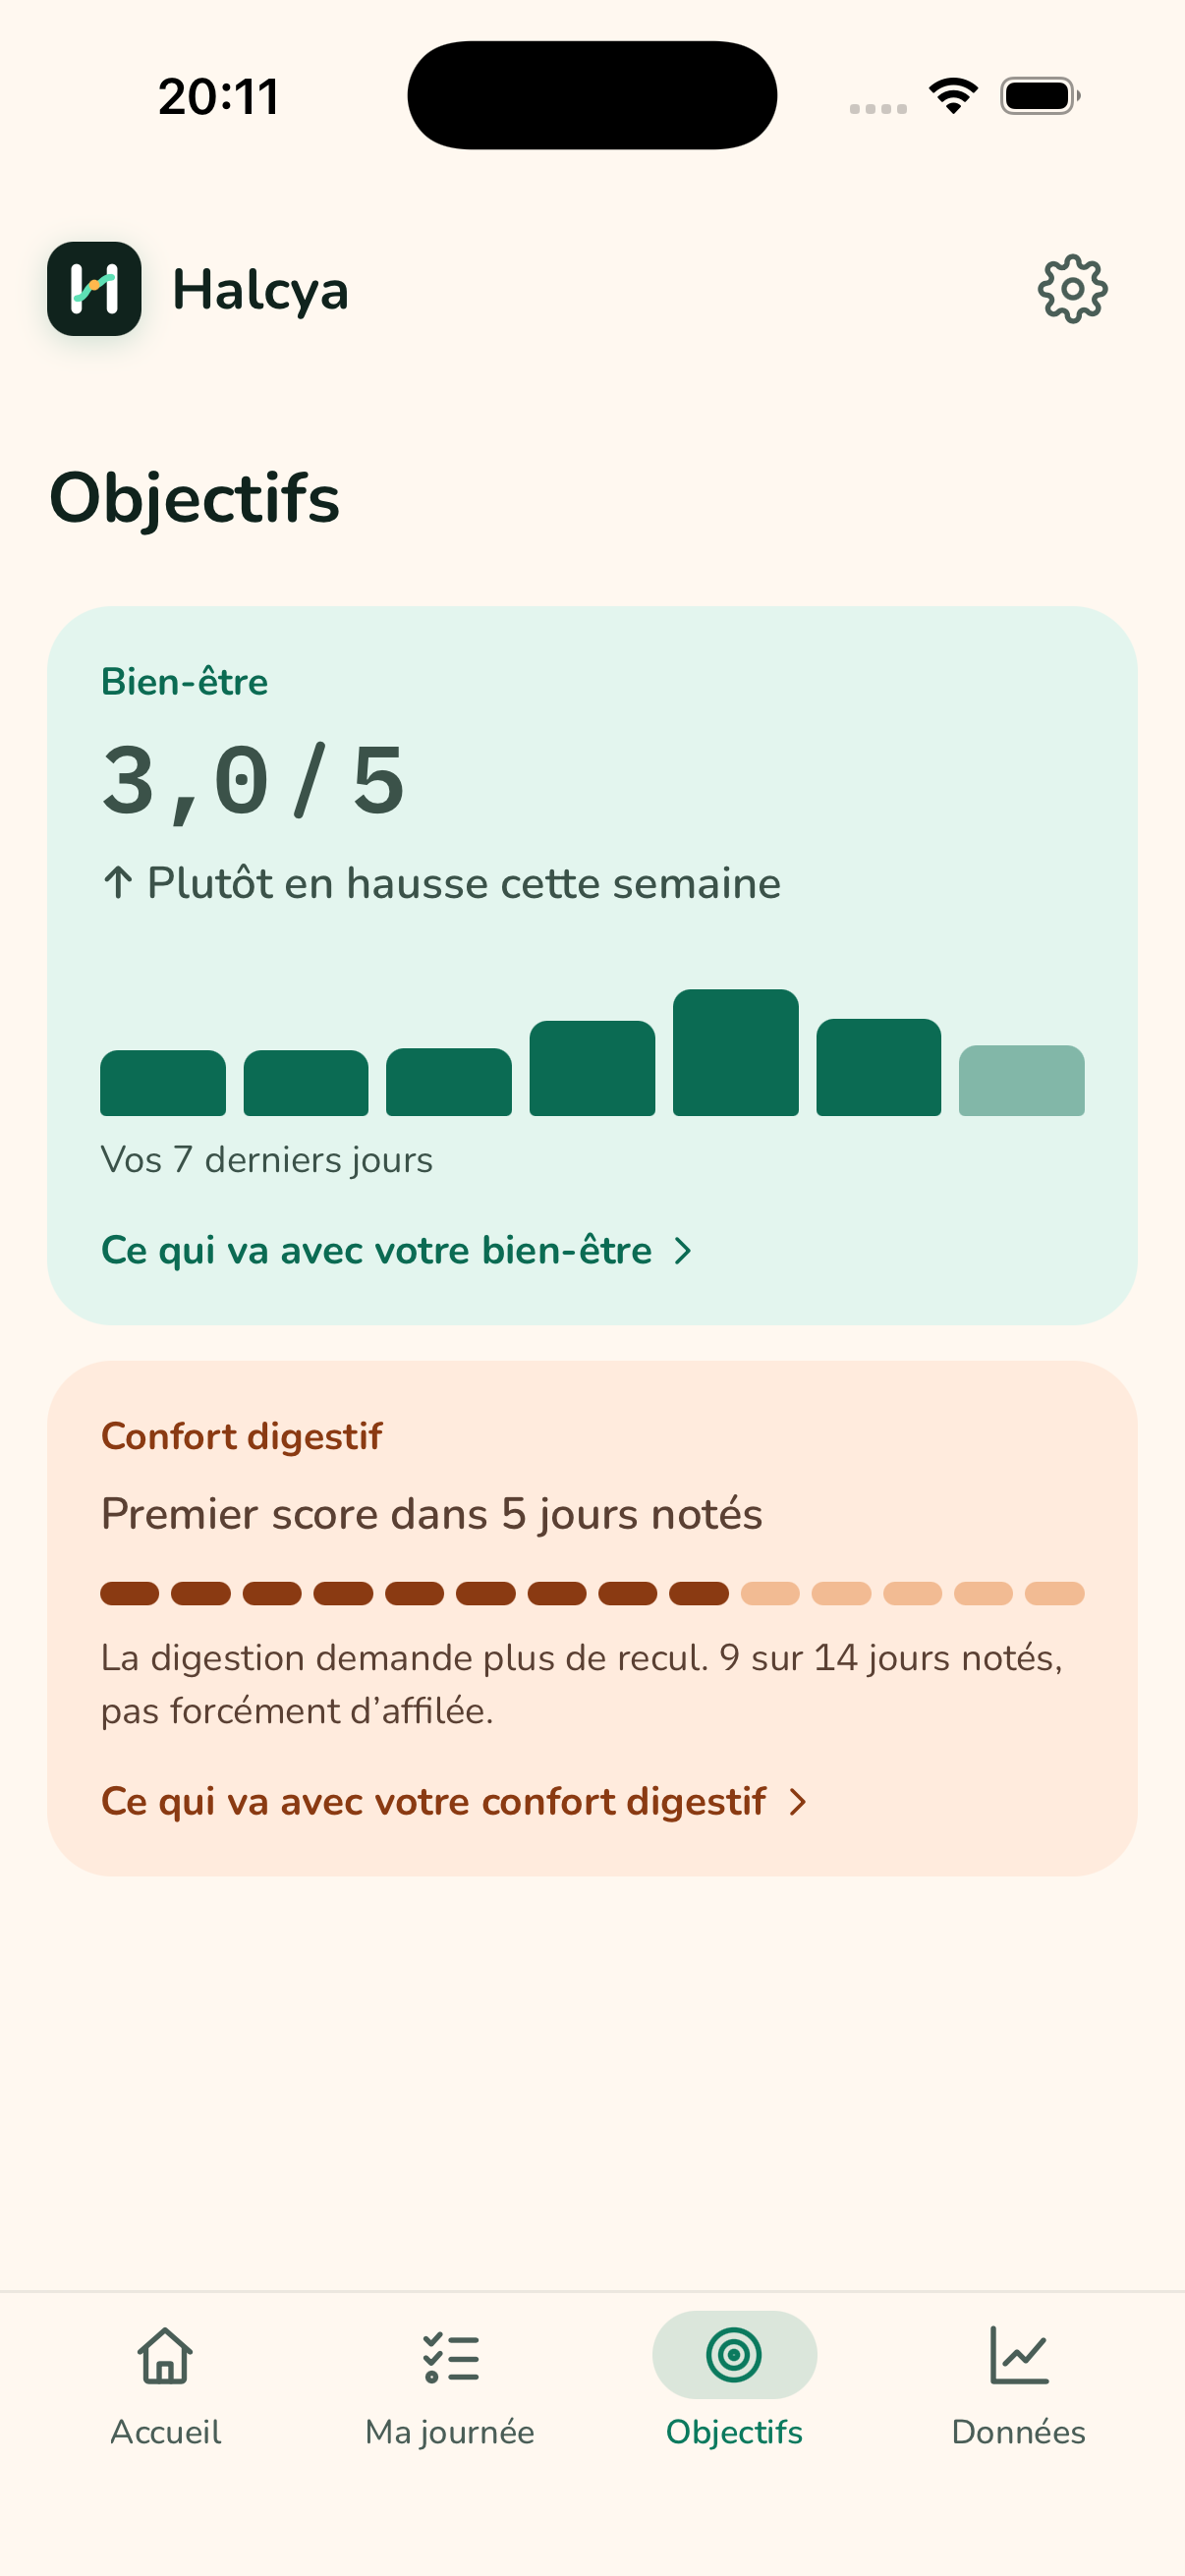 20:11
Halcya
Objectifs
Bien-être
3,0/5
↑ Plutôt en hausse cette semaine
Vos 7 derniers jours
Ce qui va avec votre bien-être
Confort digestif
Premier score dans 5 jours notés
La digestion demande plus de recul. 9 sur 14 jours notés,
pas forcément d’affilée.
Ce qui va avec votre confort digestif
Accueil
Ma journée
Objectifs
Données